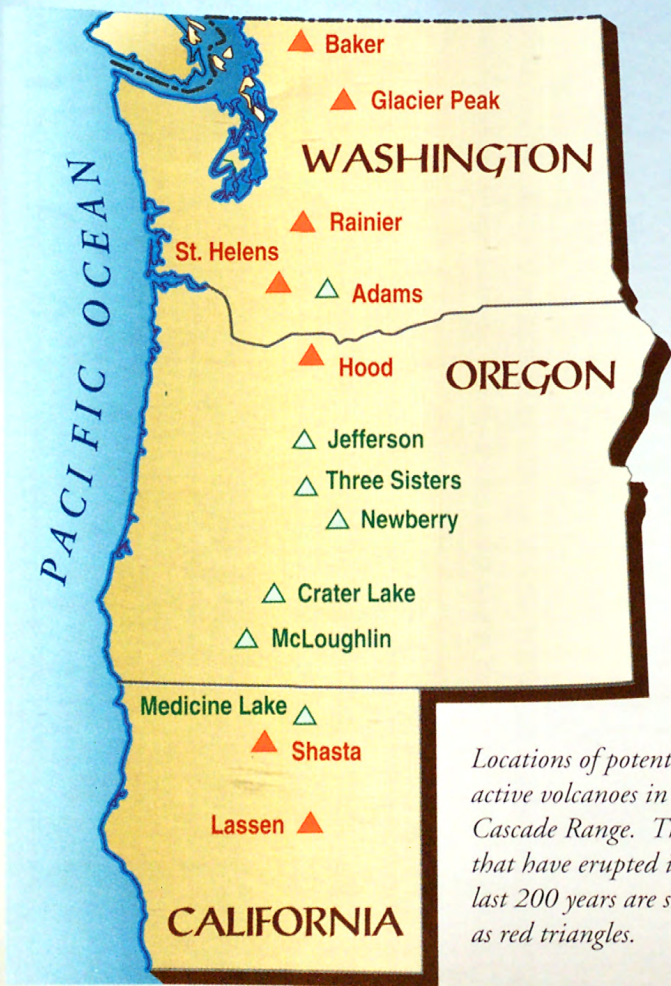 Baker
Glacier Peak
WASHINGTON
PACIFIC OCEAN
Rainier
St. Helens
Adams
Hood
OREGON
Jefferson
Three Sisters
Newberry
Crater Lake
McLoughlin
Medicine Lake
Shasta
Lassen
CALIFORNIA
Locations of potent
active volcanoes in
Cascade Range. T
that have erupted i
last 200 years are s
as red triangles.